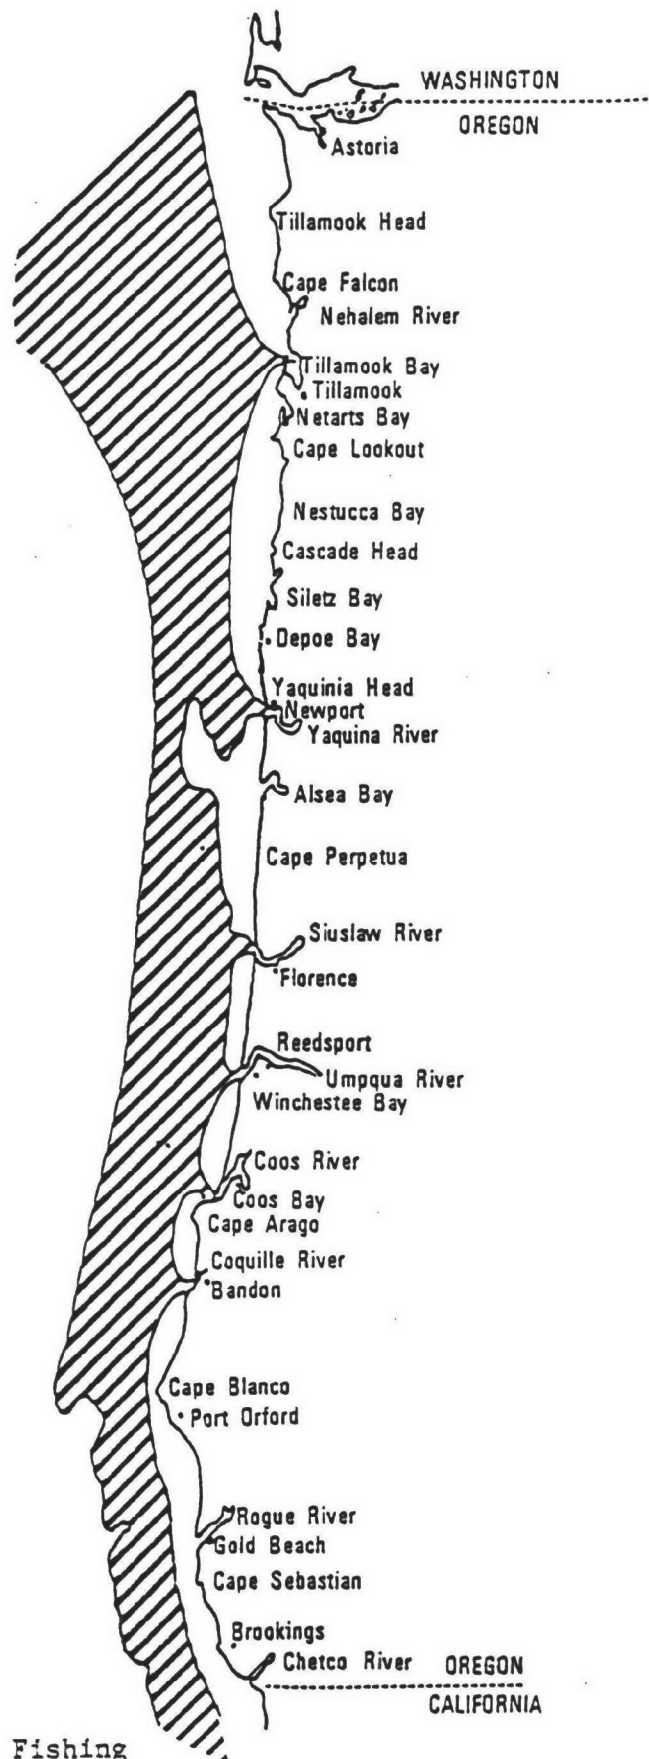 WASHINGTON
OREGON
Astoria
Tillamook Head
Cape Falcon
Nehalem River
Tillamook Bay
Tillamook
Netarts Bay
Cape Lookout
Nestucca Bay
Cascade Head
Siletz Bay
Depoe Bay
Yaquinia Head
Newport
Yaquina River
Alsea Bay
Cape Perpetua
Siuslaw River
Florence
Reedsport
Umpqua River
Winchestee Bay
Coos River
Coos Bay
Cape Arago
Coquille River
Bandon
Cape Blanco
Port Orford
Rogue River
Gold Beach
Cape Sebastian
Brookings
Chetco River OREGON
CALIFORNIA
Fishing